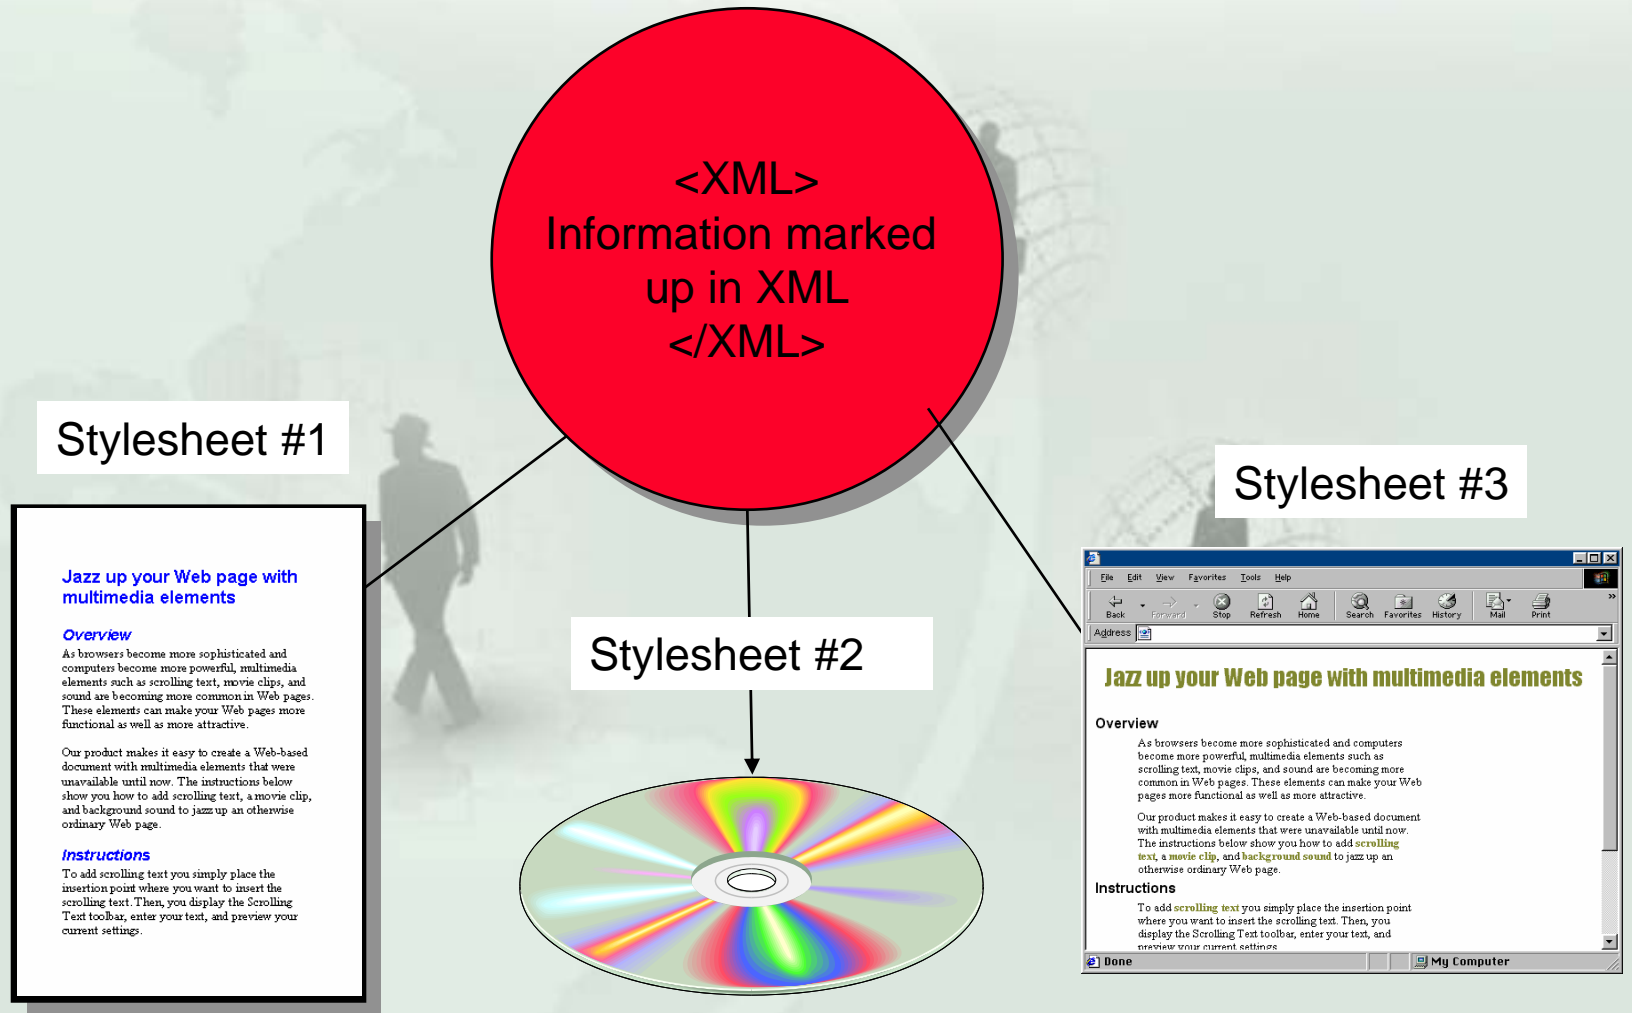 <XML>
Information marked
up in XML
</XML>
Stylesheet #1
Jazz up your Web page with
multimedia elements
Overview
As browsers become more sophisticated and
computers become more powerful, multimedia
elements such as scrolling text, movie clips, and
sound are becoming more common in Web pages.
These elements can make your Web pages more
functional as well as more attractive.
Our product makes it easy to create a Web-based
document with multimedia elements that were
unavailable until now. The instructions below
show you how to add scrolling text, a movie clip,
and background sound to jazz up an otherwise
ordinary Web page.
Instructions
To add scrolling text you simply place the
insertion point where you want to insert the
scrolling text. Then, you display the Scrolling
Text toolbar, enter your text, and preview your
current settings.
Stylesheet #2
Stylesheet #3
File Edit View Favorites Tools Help
Back Forward Stop Refresh Home Search Favorites History Mail Print
Address
Jazz up your Web page with multimedia elements
Overview
As browsers become more sophisticated and computers
become more powerful, multimedia elements such as
scrolling text, movie clips, and sound are becoming more
common in Web pages. These elements can make your Web
pages more functional as well as more attractive.
Our product makes it easy to create a Web-based document
with multimedia elements that were unavailable until now.
The instructions below show you how to add scrolling
text, a movie clip, and background sound to jazz up an
otherwise ordinary Web page.
Instructions
To add scrolling text you simply place the insertion point
where you want to insert the scrolling text. Then, you
display the Scrolling Text toolbar, enter your text, and
preview your current settings
Done My Computer